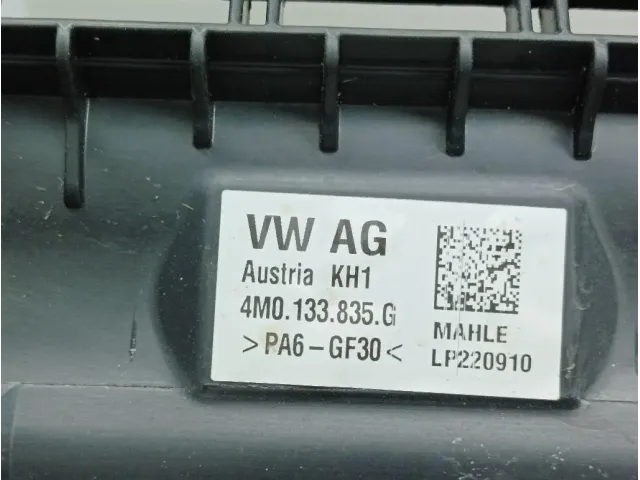 VW AG
Austria KH1
4M0.133.835.G
>PA6-GF30<
MAHLE
LP220910